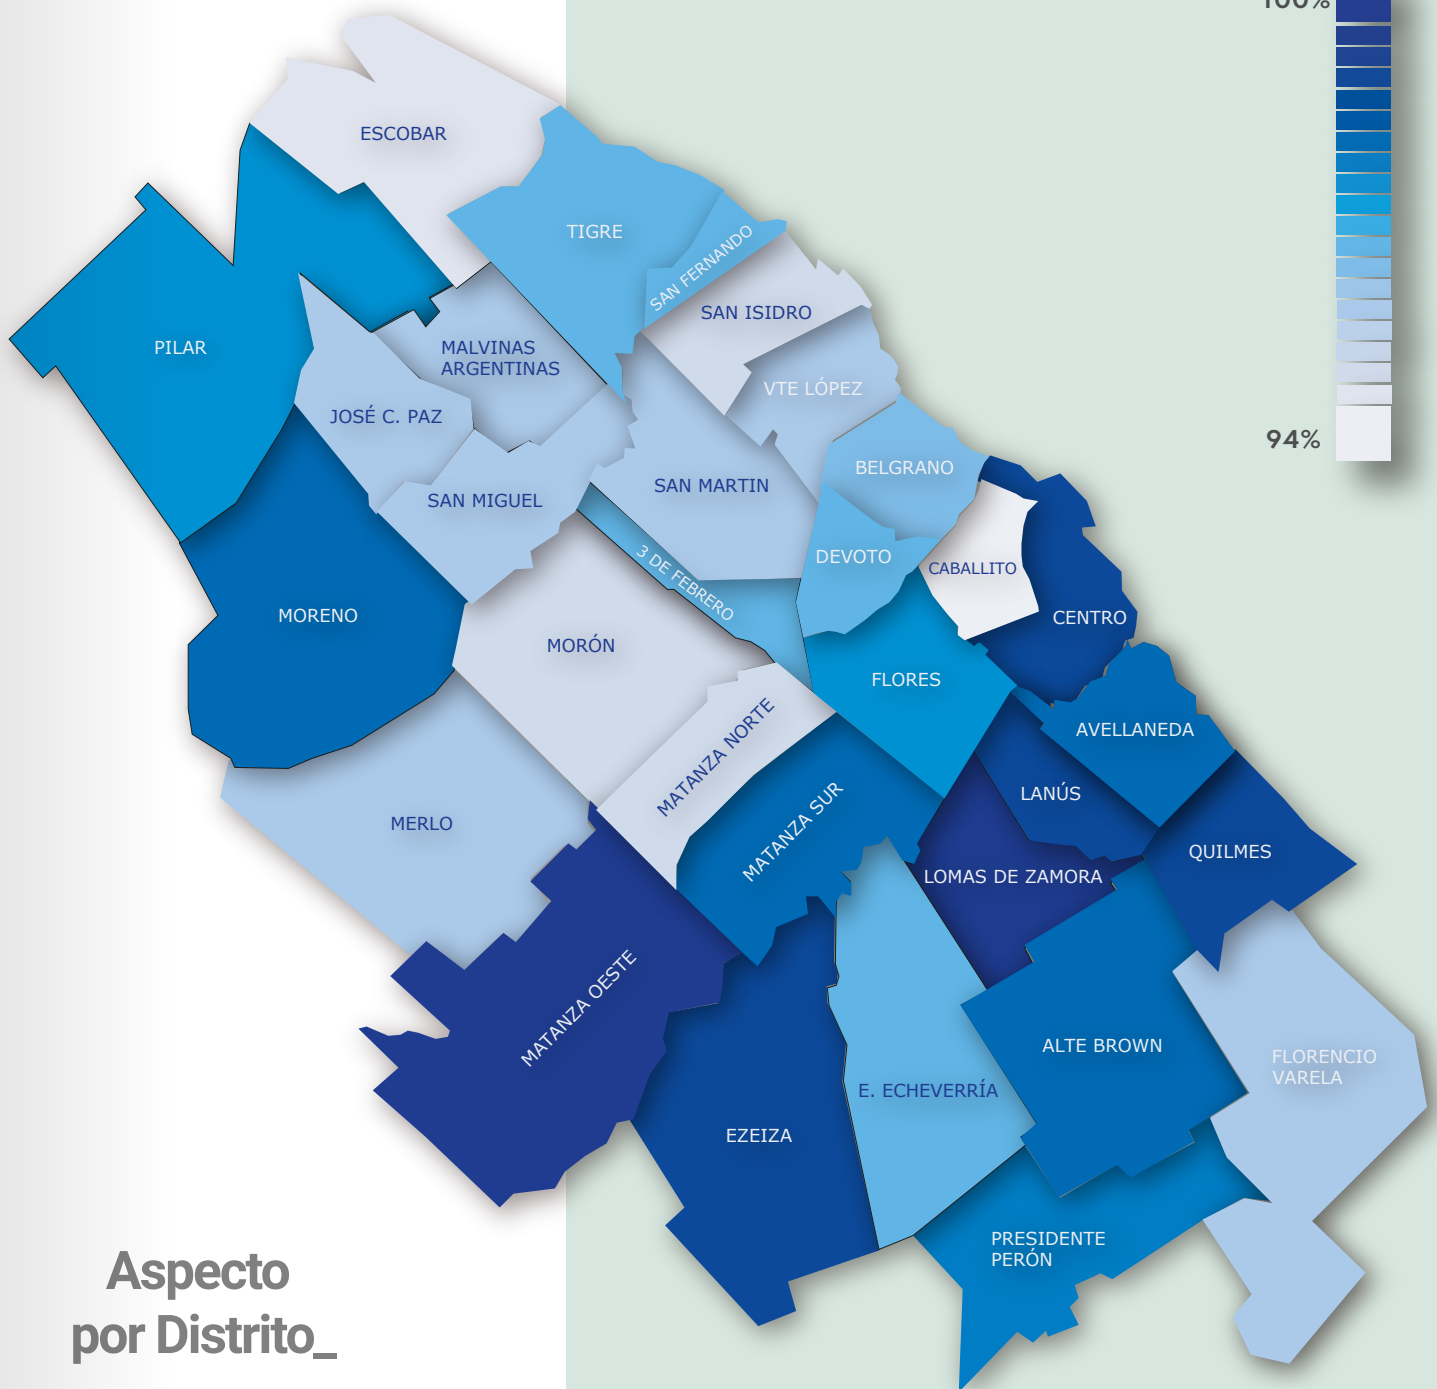 100%
ESCOBAR
TIGRE
SAN FERNANDO
SAN ISIDRO
PILAR
MALVINAS
ARGENTINAS
VTE LÓPEZ
JOSÉ C. PAZ
94%
BELGRANO
SAN MIGUEL
SAN MARTIN
DEVOTO
CABALLITO
3 DE FEBRERO
MORENO
CENTRO
MORÓN
FLORES
AVELLANEDA
MATANZA NORTE
LANÚS
MERLO
MATANZA SUR
QUILMES
LOMAS DE ZAMORA
MATANZA OESTE
ALTE BROWN
FLORENCIO
VARELA
E. ECHEVERRÍA
EZEIZA
PRESIDENTE
PERÓN
Aspecto
por Distrito_